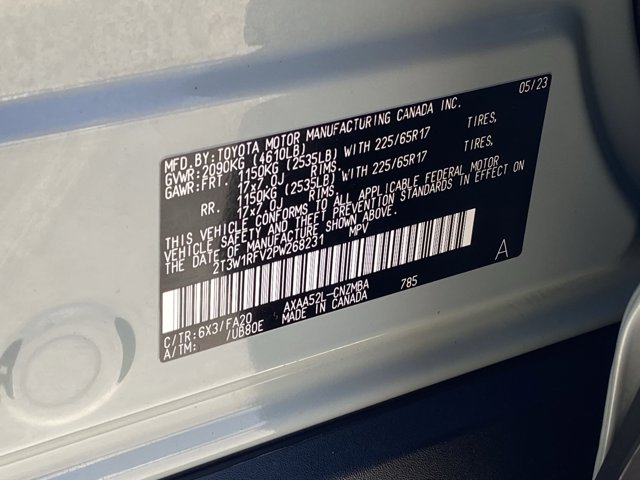 MFD. BY: TOYOTA MOTOR MANUFACTURING CANADA INC. 05/23
GVWR: 2090KG (4610LB)
GAWR: FRT. 1150KG (2535LB) WITH 225/65R17 TIRES,
17x7.0J RIMS.
RR. 1150KG (2535LB) WITH 225/65R17 TIRES,
17x7.0J RIMS.
THIS VEHICLE CONFORMS TO ALL APPLICABLE FEDERAL MOTOR
VEHICLE SAFETY AND THEFT PREVENTION STANDARDS IN EFFECT ON
THE DATE OF MANUFACTURE SHOWN ABOVE.
2T3W1RFV2PW268231 MPV
A
C/TR: 6X3/FA20 AXAA52L-CNZMBA 785
A/TM: /UB80E MADE IN CANADA